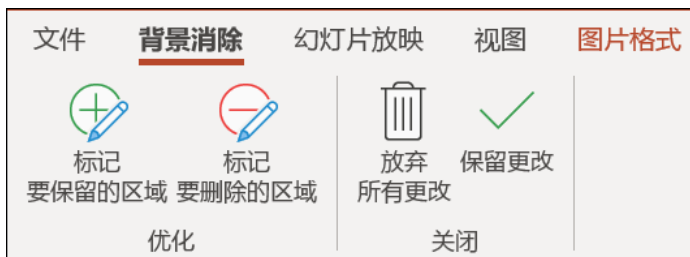 文件 背景消除 幻灯片放映 视图 图片格式
标记 标记 放弃 保留更改
要保留的区域 要删除的区域 所有更改
优化 关闭